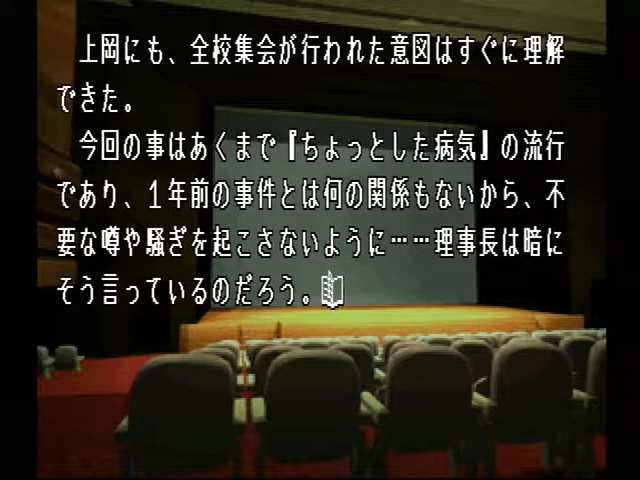 上岡にも、全校集会が行われた意図はすぐに理解
できた。
今回の事はあくまで『ちょっとした病気』の流行
であり、１年前の事件とは何の関係もないから、不
要な噂や騒ぎを起こさないように……理事長は暗に
そう言っているのだろう。